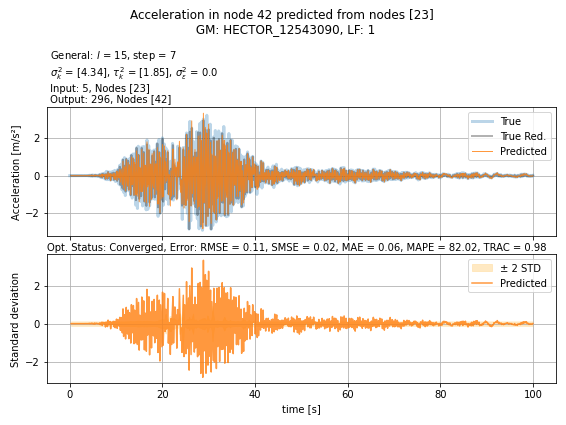 Acceleration in node 42 predicted from nodes [23]
GM: HECTOR_12543090, LF: 1
General: l = 15, step = 7
σ²ₖ = [4.34], τ²ₖ = [1.85], σ²ₑ = 0.0
Input: 5, Nodes [23]
Output: 296, Nodes [42]
Acceleration [m/s²]
2
0
−2
True
True Red.
Predicted
Opt. Status: Converged, Error: RMSE = 0.11, SMSE = 0.02, MAE = 0.06, MAPE = 82.02, TRAC = 0.98
Standard deviation
2
0
−2
± 2 STD
Predicted
0 20 40 60 80 100
time [s]